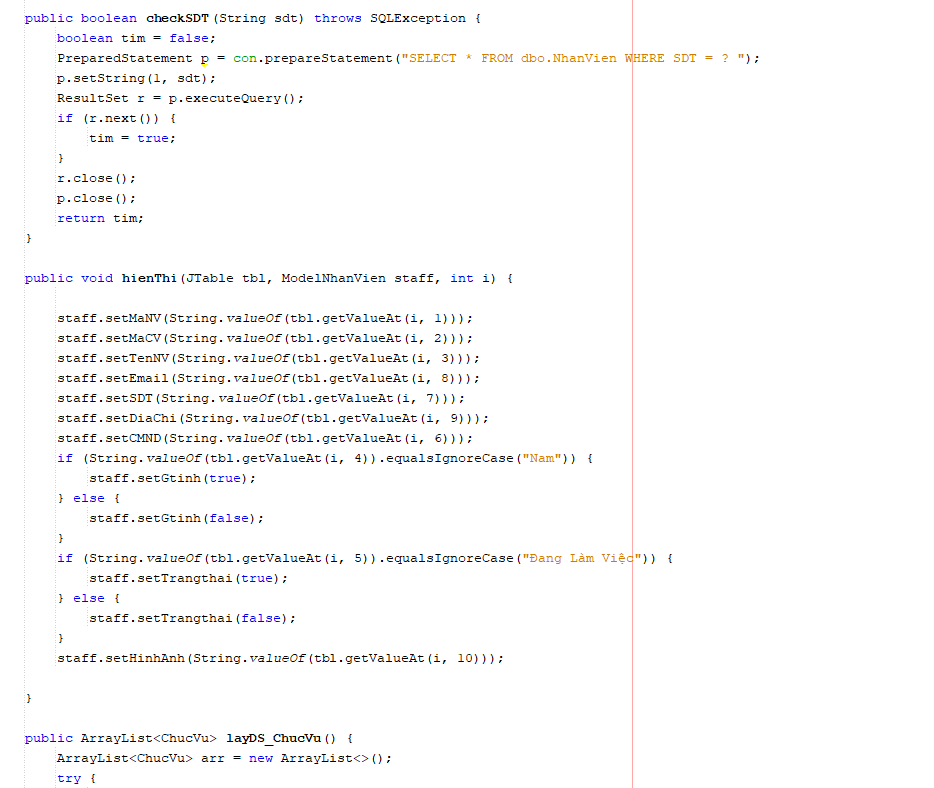 public boolean checkSDT(String sdt) throws SQLException {
boolean tim = false;
PreparedStatement p = con.prepareStatement("SELECT * FROM dbo.NhanVien WHERE SDT = ? ");
p.setString(1, sdt);
ResultSet r = p.executeQuery();
if (r.next()) {
tim = true;
}
r.close();
p.close();
return tim;
}
public void hienThi(JTable tbl, ModelNhanVien staff, int i) {
staff.setMaNV(String.valueOf(tbl.getValueAt(i, 1)));
staff.setMaCV(String.valueOf(tbl.getValueAt(i, 2)));
staff.setTenNV(String.valueOf(tbl.getValueAt(i, 3)));
staff.setEmail(String.valueOf(tbl.getValueAt(i, 8)));
staff.setSDT(String.valueOf(tbl.getValueAt(i, 7)));
staff.setDiaChi(String.valueOf(tbl.getValueAt(i, 9)));
staff.setCMND(String.valueOf(tbl.getValueAt(i, 6)));
if (String.valueOf(tbl.getValueAt(i, 4)).equalsIgnoreCase("Nam")) {
staff.setGtinh(true);
} else {
staff.setGtinh(false);
}
if (String.valueOf(tbl.getValueAt(i, 5)).equalsIgnoreCase("Đang Làm Việc")) {
staff.setTrangthai(true);
} else {
staff.setTrangthai(false);
}
staff.setHinhAnh(String.valueOf(tbl.getValueAt(i, 10)));
}
public ArrayList<ChucVu> layDS_ChucVu() {
ArrayList<ChucVu> arr = new ArrayList<>();
try {